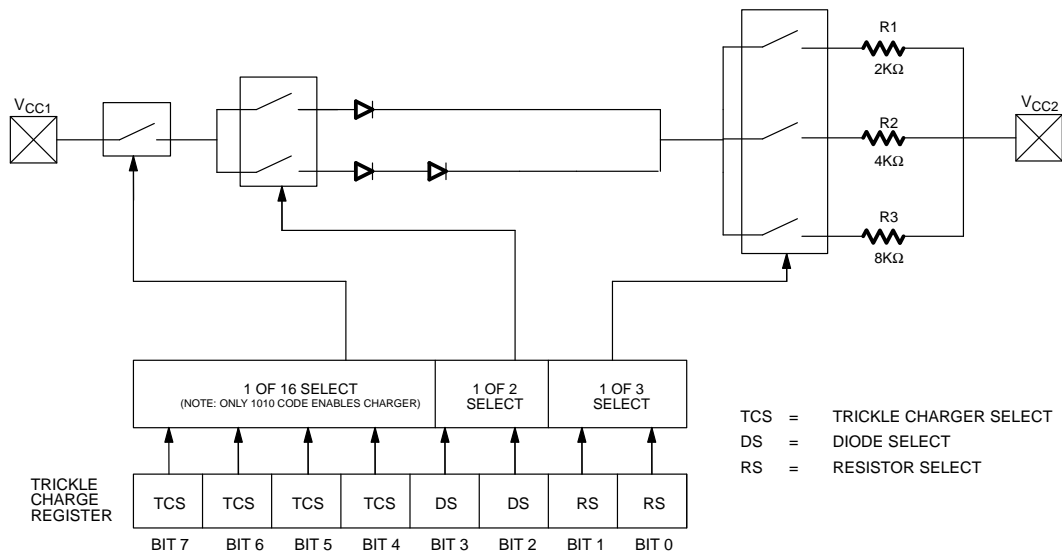 R1
2KΩ
V_CC1
V_CC2
R2
4KΩ
R3
8KΩ
1 OF 16 SELECT
(NOTE: ONLY 1010 CODE ENABLES CHARGER)
1 OF 2
SELECT
1 OF 3
SELECT
TCS = TRICKLE CHARGER SELECT
DS = DIODE SELECT
RS = RESISTOR SELECT
TRICKLE
CHARGE
REGISTER
TCS TCS TCS TCS DS DS RS RS
BIT 7 BIT 6 BIT 5 BIT 4 BIT 3 BIT 2 BIT 1 BIT 0